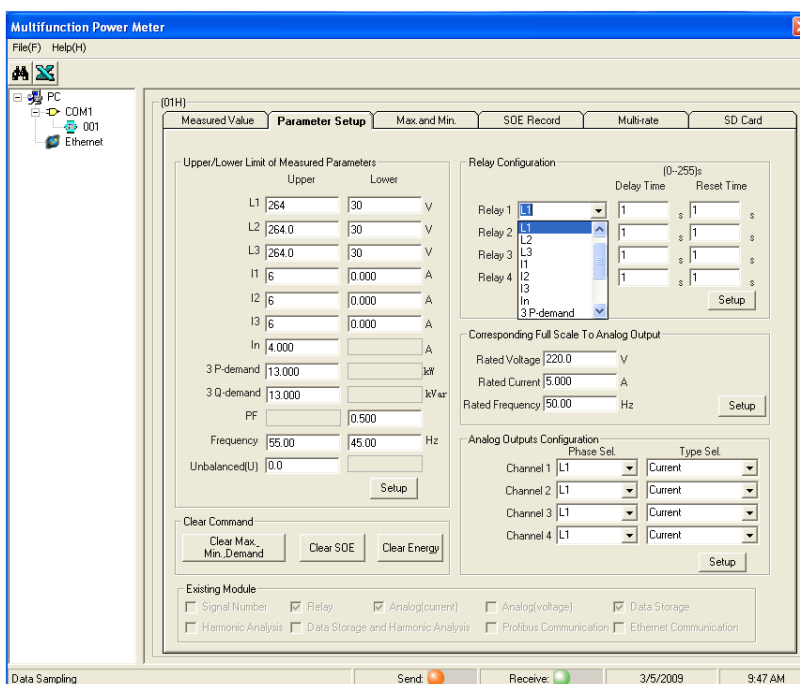 Multifunction Power Meter
File(F) Help(H)
PC
COM1
001
Ethernet
(01H)
Measured Value Parameter Setup Max.and Min. SOE Record Multi-rate SD Card
Upper/Lower Limit of Measured Parameters
Upper Lower
L1 264 30 V
L2 264.0 30 V
L3 264.0 30 V
I1 6 0.000 A
I2 6 0.000 A
I3 6 0.000 A
In 4.000 A
3 P-demand 13.000 kW
3 Q-demand 13.000 kVar
PF 0.500
Frequency 55.00 45.00 Hz
Unbalanced(U) 0.0
Setup
Clear Command
Clear Max., Min.,Demand
Clear SOE
Clear Energy
Relay Configuration
(0--255)s
Delay Time Reset Time
Relay 1 L1 1 s 1 s
Relay 2 1 s 1 s
Relay 3 1 s 1 s
Relay 4 1 s 1 s
L1
L2
L3
I1
I2
I3
In
3 P-demand
Setup
Corresponding Full Scale To Analog Output
Rated Voltage 220.0 V
Rated Current 5.000 A
Rated Frequency 50.00 Hz
Setup
Analog Outputs Configuration
Phase Sel. Type Sel.
Channel 1 L1 Current
Channel 2 L1 Current
Channel 3 L1 Current
Channel 4 L1 Current
Setup
Existing Module
Signal Number Relay Analog(current) Analog(voltage) Data Storage
Harmonic Analysis Data Storage and Harmonic Analysis Profibus Communication Ethernet Communication
Data Sampling Send: Receive: 3/5/2009 9:47 AM